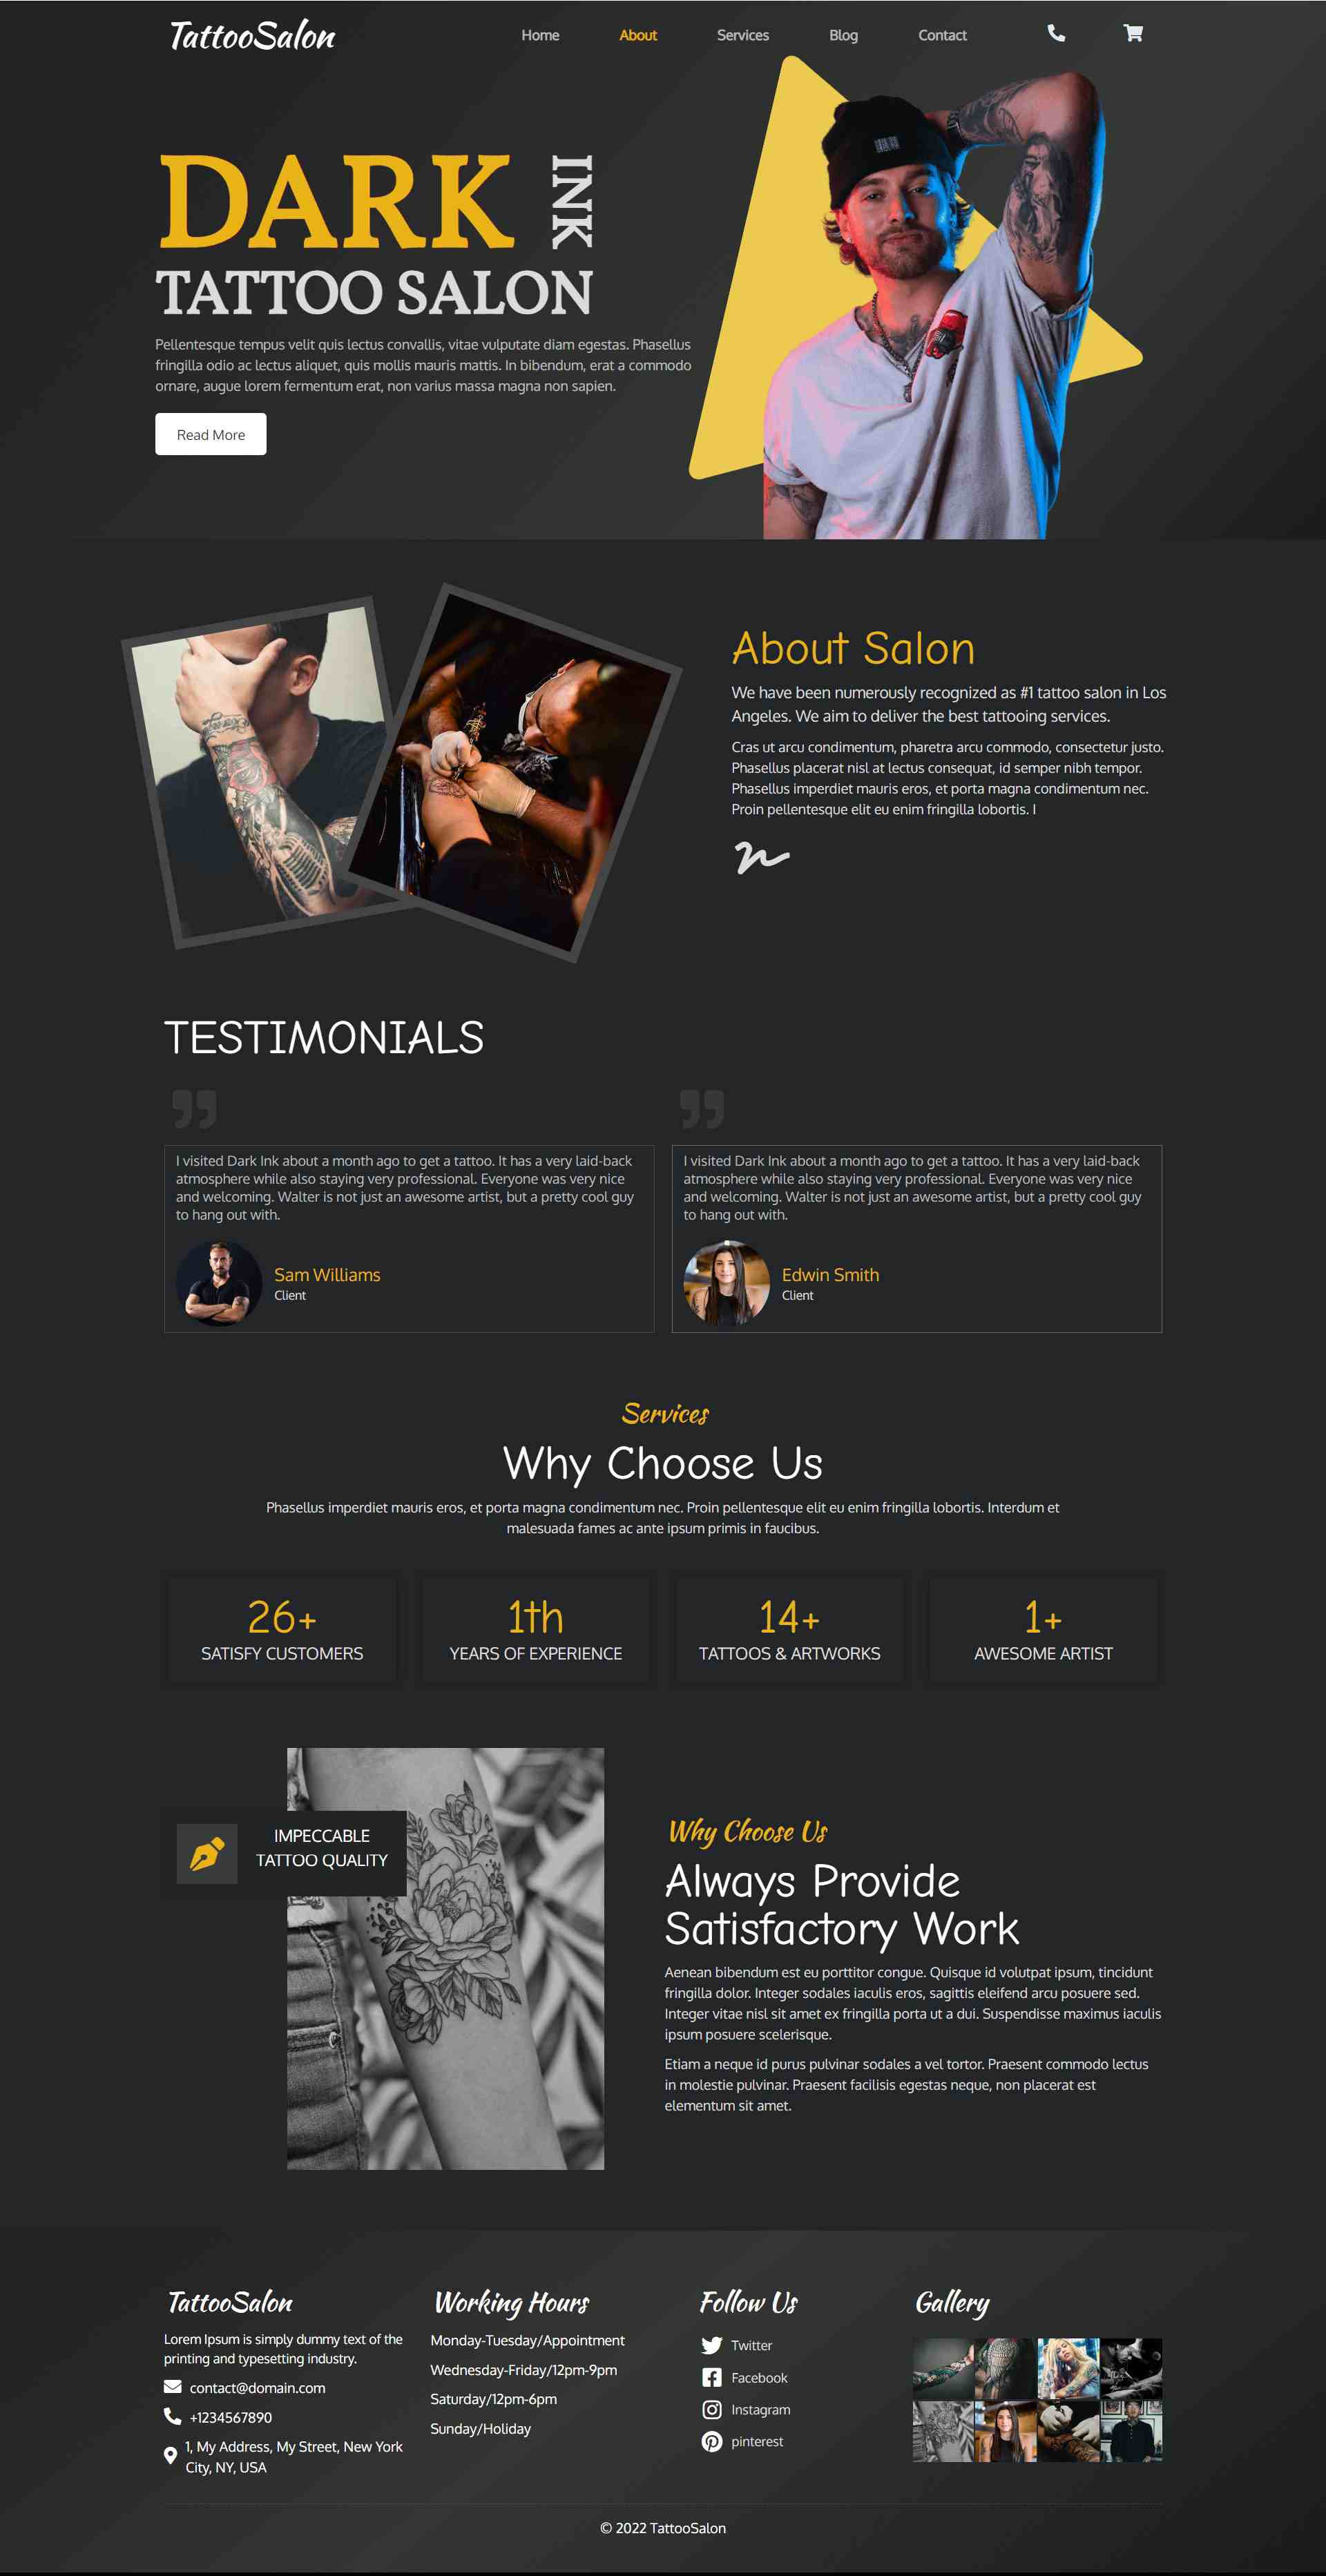 TattooSalon
Home
About
Services
Blog
Contact
DARK
INK
TATTOO SALON
Pellentesque tempus velit quis lectus convallis, vitae vulputate diam egestas. Phasellus
fringilla odio ac lectus aliquet, quis mollis mauris mattis. In bibendum, erat a commodo
ornare, augue lorem fermentum erat, non varius massa magna non sapien.
Read More
About Salon
We have been numerously recognized as #1 tattoo salon in Los
Angeles. We aim to deliver the best tattooing services.
Cras ut arcu condimentum, pharetra arcu commodo, consectetur justo.
Phasellus placerat nisl at lectus consequat, id semper nibh tempor.
Phasellus imperdiet mauris eros, et porta magna condimentum nec.
Proin pellentesque elit eu enim fringilla lobortis. I
TESTIMONIALS
I visited Dark Ink about a month ago to get a tattoo. It has a very laid-back
atmosphere while also staying very professional. Everyone was very nice
and welcoming. Walter is not just an awesome artist, but a pretty cool guy
to hang out with.
Sam Williams
Client
I visited Dark Ink about a month ago to get a tattoo. It has a very laid-back
atmosphere while also staying very professional. Everyone was very nice
and welcoming. Walter is not just an awesome artist, but a pretty cool guy
to hang out with.
Edwin Smith
Client
Services
Why Choose Us
Phasellus imperdiet mauris eros, et porta magna condimentum nec. Proin pellentesque elit eu enim fringilla lobortis. Interdum et
malesuada fames ac ante ipsum primis in faucibus.
26+
SATISFY CUSTOMERS
1th
YEARS OF EXPERIENCE
14+
TATTOOS & ARTWORKS
1+
AWESOME ARTIST
IMPECCABLE
TATTOO QUALITY
Why Choose Us
Always Provide
Satisfactory Work
Aenean bibendum est eu porttitor congue. Quisque id volutpat ipsum, tincidunt
fringilla dolor. Integer sodales iaculis eros, sagittis eleifend arcu posuere sed.
Integer vitae nisl sit amet ex fringilla porta ut a dui. Suspendisse maximus iaculis
ipsum posuere scelerisque.
Etiam a neque id purus pulvinar sodales a vel tortor. Praesent commodo lectus
in molestie pulvinar. Praesent facilisis egestas neque, non placerat est
elementum sit amet.
TattooSalon
Lorem Ipsum is simply dummy text of the
printing and typesetting industry.
contact@domain.com
+1234567890
1, My Address, My Street, New York
City, NY, USA
Working Hours
Monday-Tuesday/Appointment
Wednesday-Friday/12pm-9pm
Saturday/12pm-6pm
Sunday/Holiday
Follow Us
Twitter
Facebook
Instagram
pinterest
Gallery
© 2022 TattooSalon